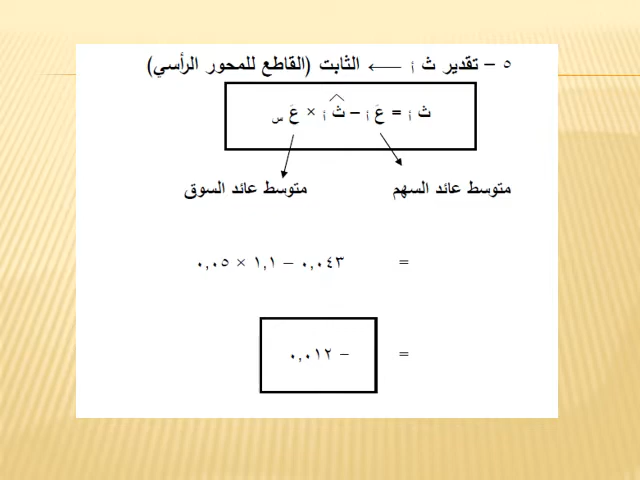 ٥ – تقدير ث أ ← الثابت (القاطع للمحور الرأسي)
ث أ = عَ أ – ث̂ أ × عَ س
متوسط عائد السهم متوسط عائد السوق
= ٠,٠٤٣ – ١,١ × ٠,٠٥
= – ٠,٠١٢